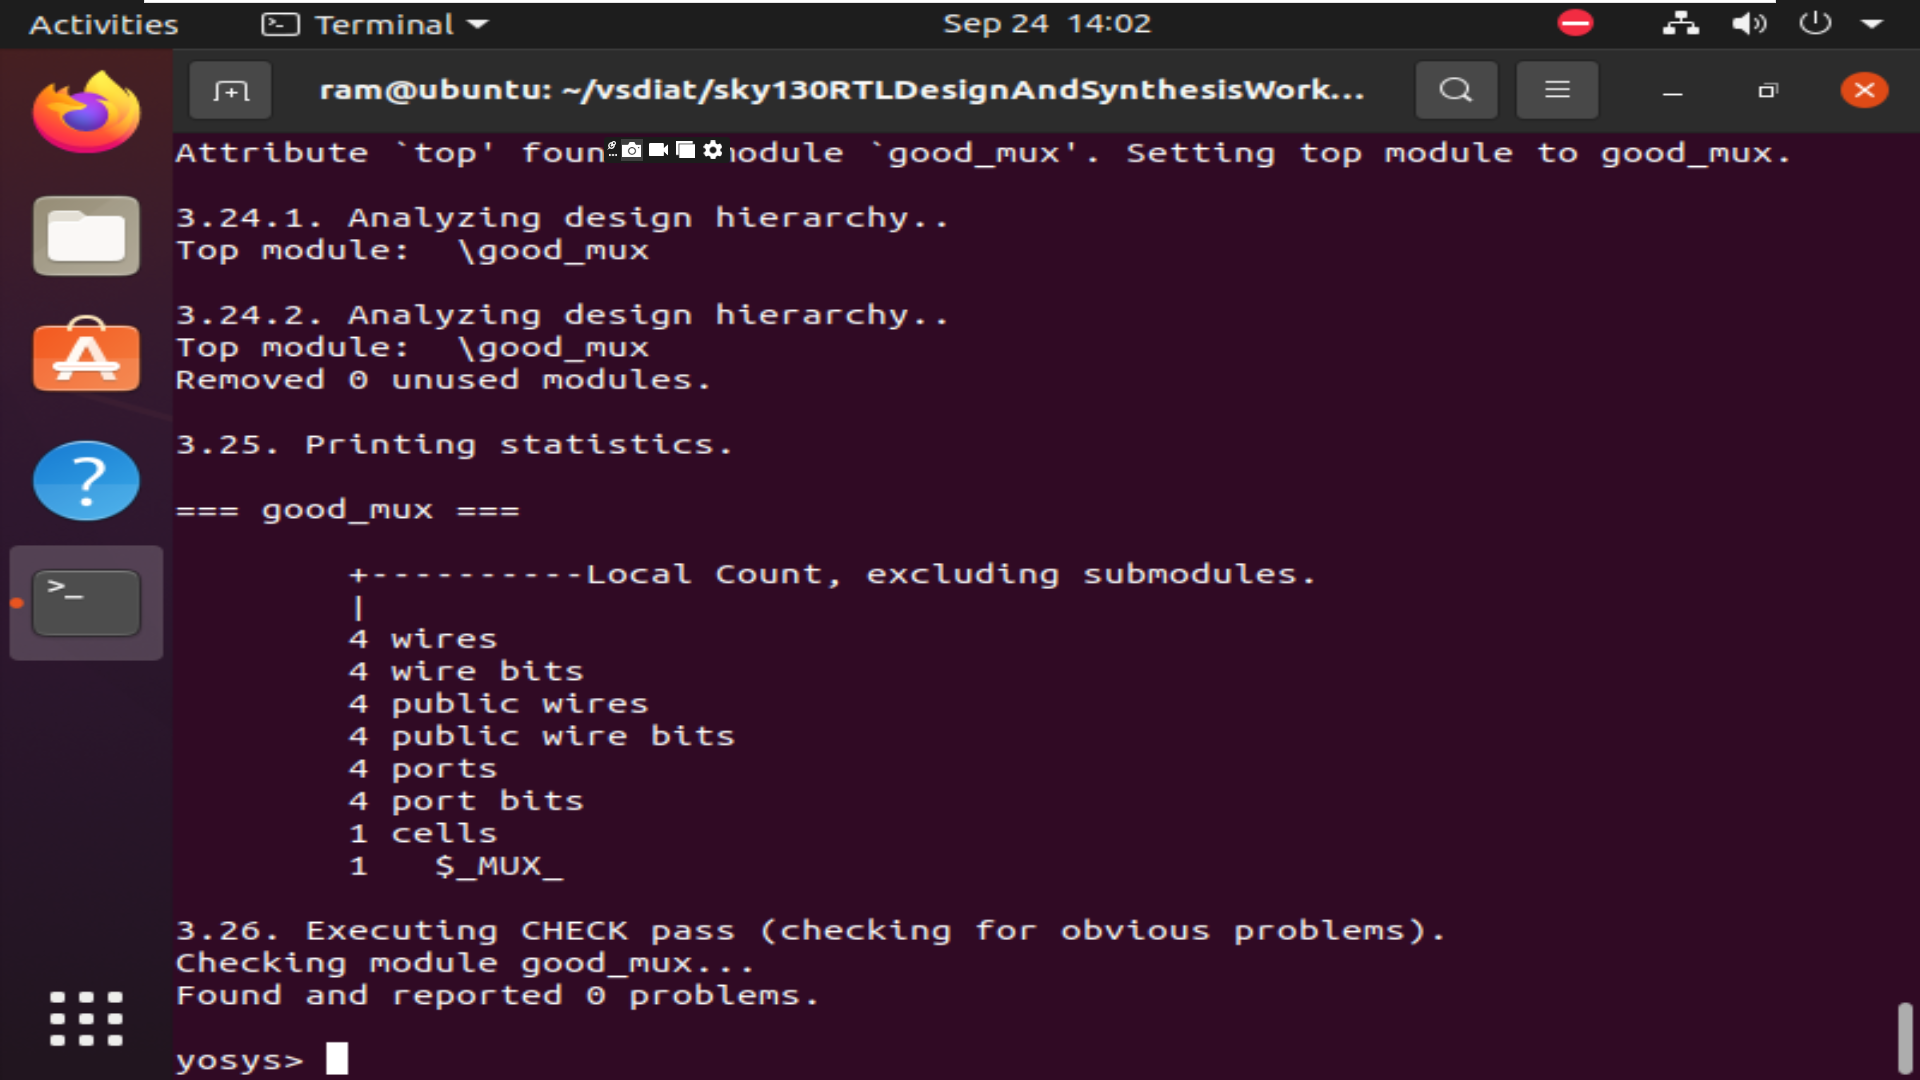 Activities Terminal Sep 24 14:02
ram@ubuntu: ~/vsdiat/sky130RTLDesignAndSynthesisWork...
Attribute `top' foun module `good_mux'. Setting top module to good_mux.
3.24.1. Analyzing design hierarchy..
Top module:  \good_mux
3.24.2. Analyzing design hierarchy..
Top module:  \good_mux
Removed 0 unused modules.
3.25. Printing statistics.
=== good_mux ===
+----------Local Count, excluding submodules.
|
4 wires
4 wire bits
4 public wires
4 public wire bits
4 ports
4 port bits
1 cells
1   $_MUX_
3.26. Executing CHECK pass (checking for obvious problems).
Checking module good_mux...
Found and reported 0 problems.
yosys>